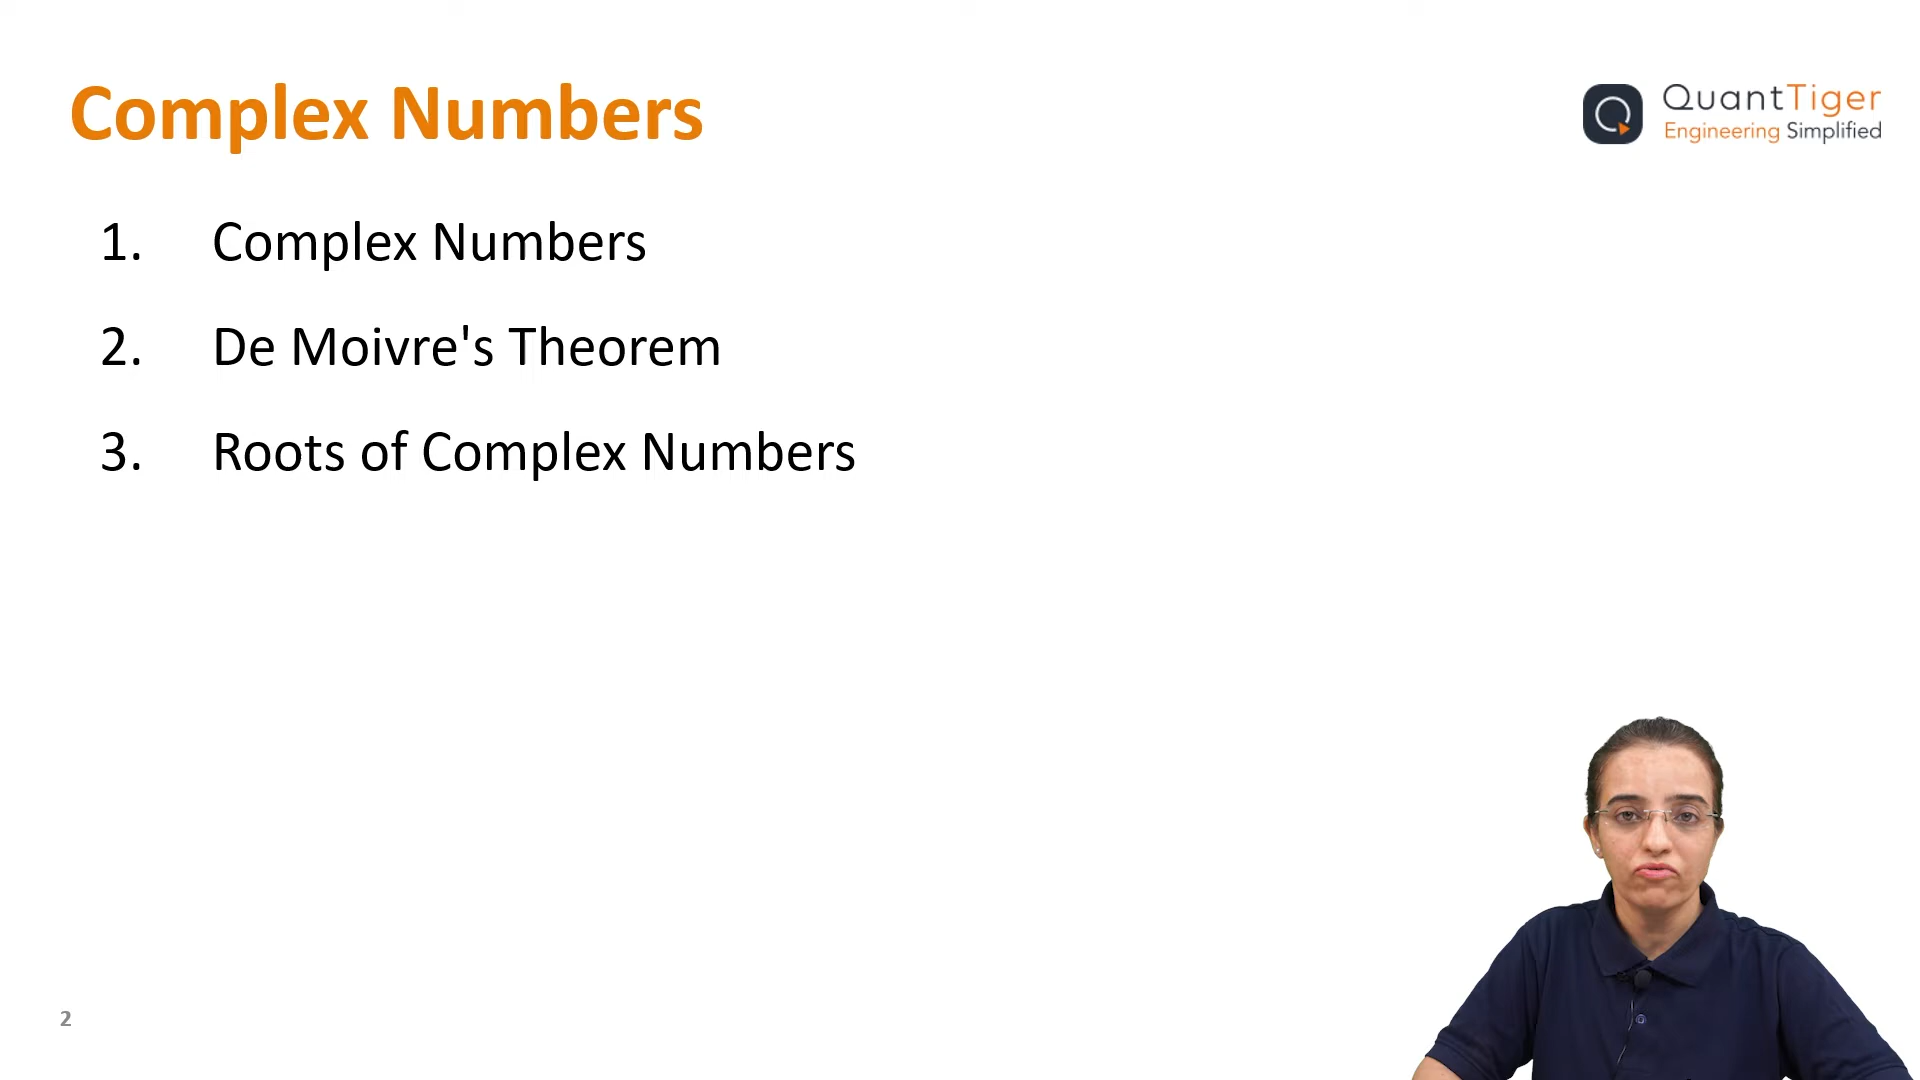 Complex Numbers
QuantTiger
Engineering Simplified
1. Complex Numbers
2. De Moivre's Theorem
3. Roots of Complex Numbers
2